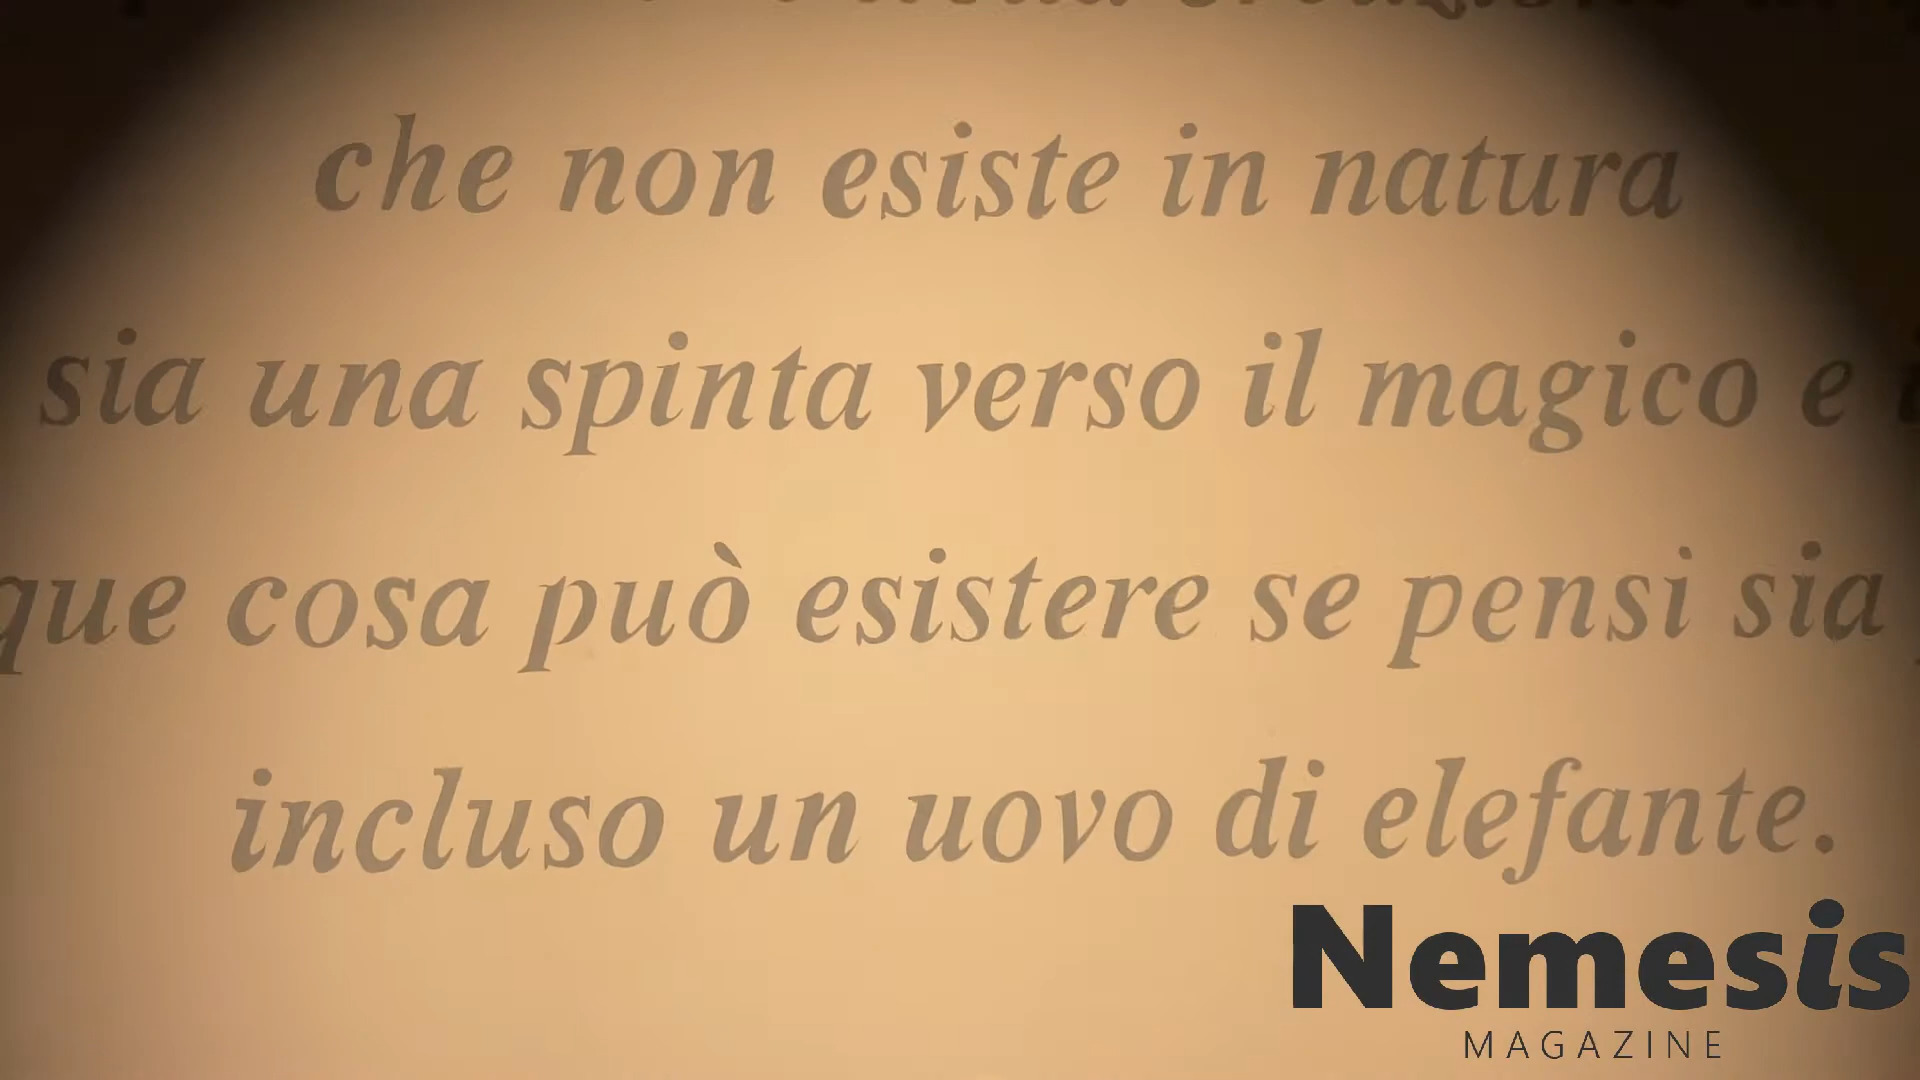 che non esiste in natura
sia una spinta verso il magico e
que cosa può esistere se pensi sia
incluso un uovo di elefante.
Nemesis
MAGAZINE